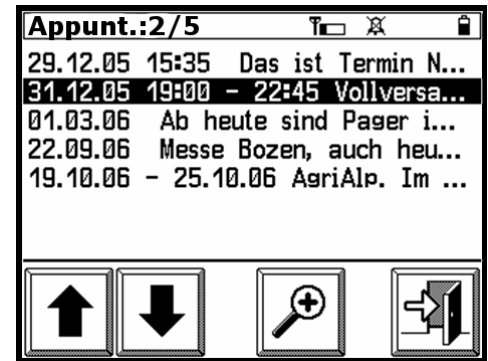 Appunt.:2/5
29.12.05 15:35 Das ist Termin N...
31.12.05 19:00 - 22:45 Vollversa...
01.03.06 Ab heute sind Pager i...
22.09.06 Messe Bozen, auch heu...
19.10.06 - 25.10.06 AgriAlp. Im ...